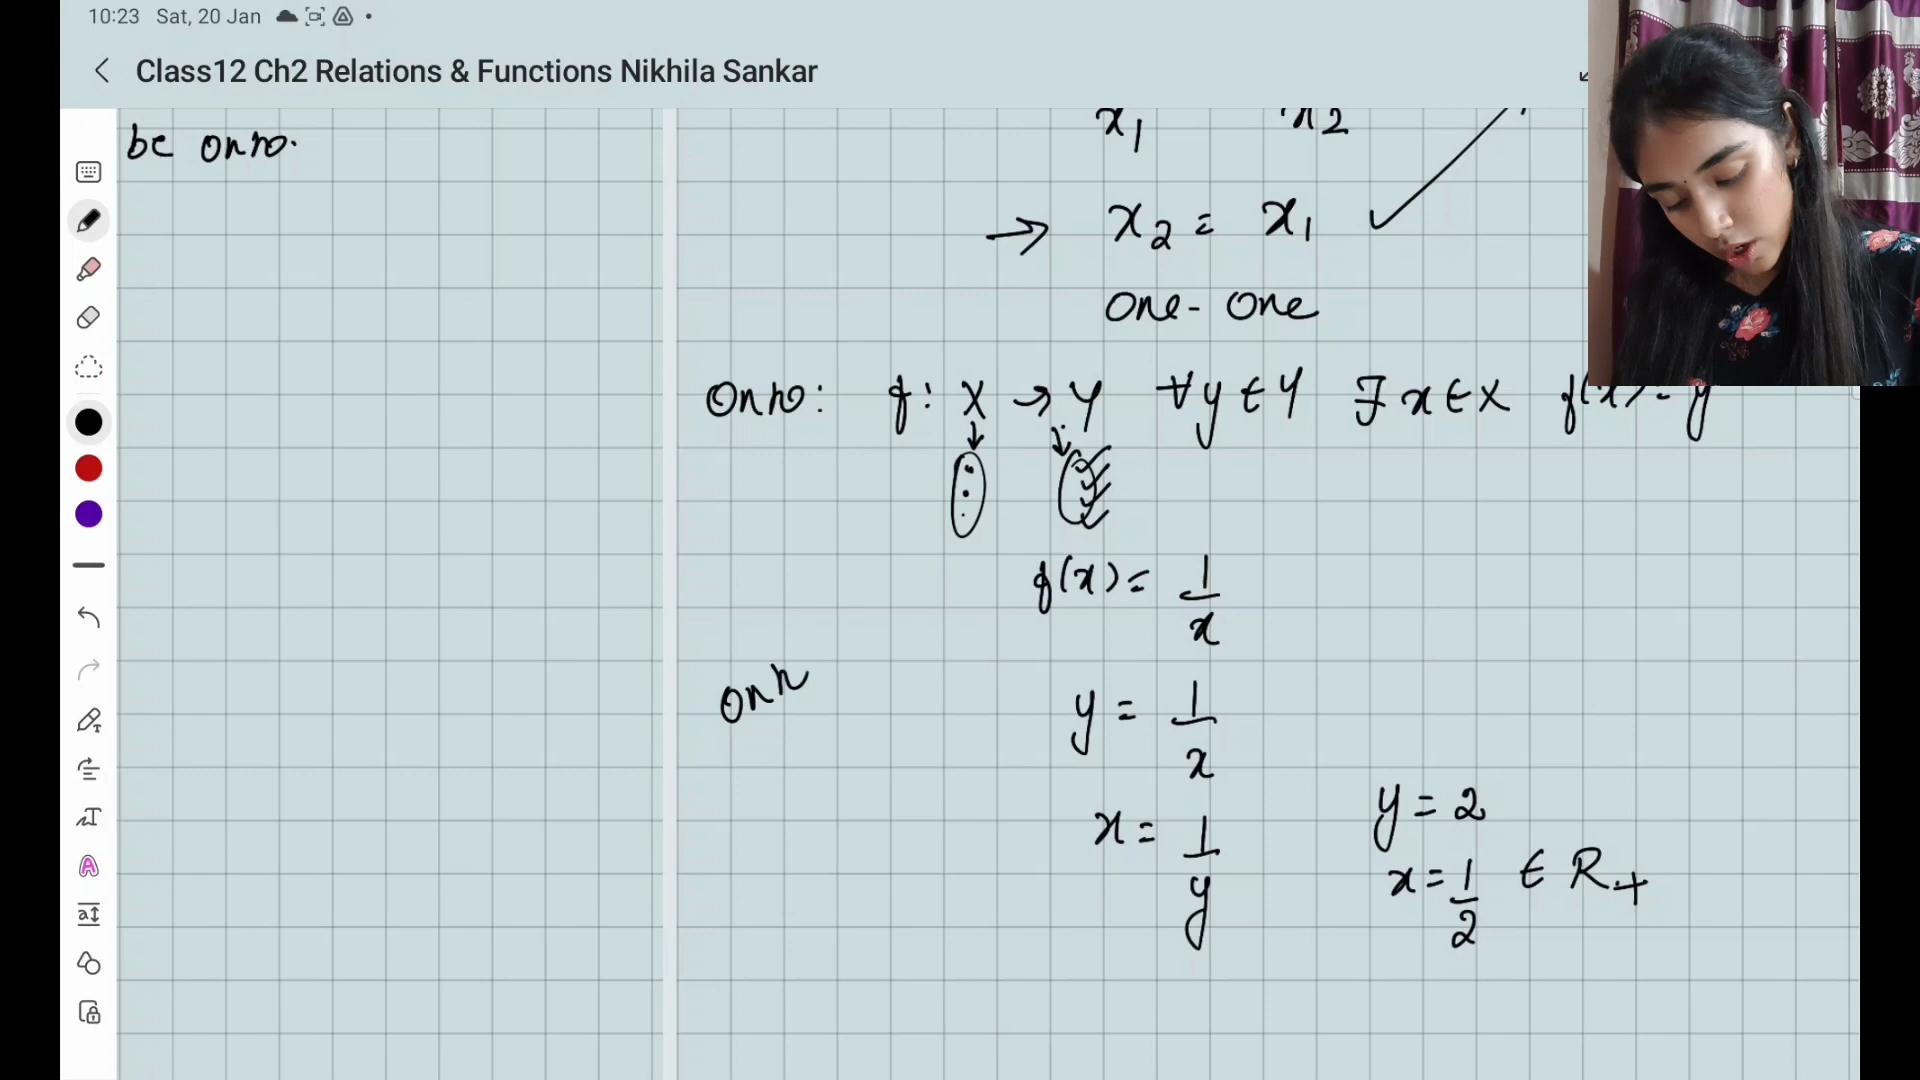 10:23 Sat, 20 Jan
Class12 Ch2 Relations & Functions Nikhila Sankar
be onto.
x₁ x₂
→ x₂ = x₁ ✓
One - One
Onto: f: X → Y ∀ y ∈ Y ∃ x ∈ X f(x) = y
f(x) = 1/x
Onto
y = 1/x
x = 1/y
y = 2
x = 1/2 ∈ R₊